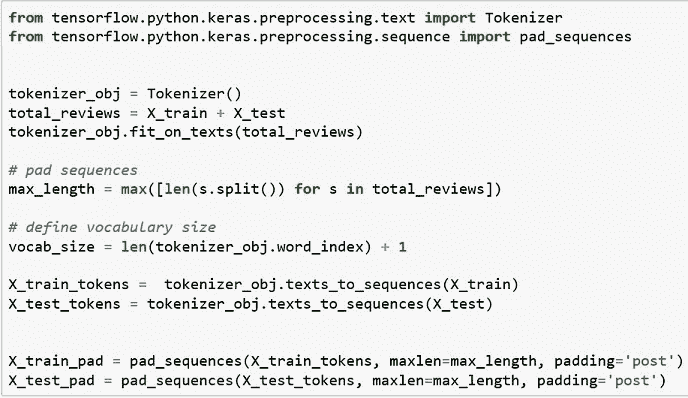 from tensorflow.python.keras.preprocessing.text import Tokenizer
from tensorflow.python.keras.preprocessing.sequence import pad_sequences
tokenizer_obj = Tokenizer()
total_reviews = X_train + X_test
tokenizer_obj.fit_on_texts(total_reviews)
# pad sequences
max_length = max([len(s.split()) for s in total_reviews])
# define vocabulary size
vocab_size = len(tokenizer_obj.word_index) + 1
X_train_tokens =  tokenizer_obj.texts_to_sequences(X_train)
X_test_tokens = tokenizer_obj.texts_to_sequences(X_test)
X_train_pad = pad_sequences(X_train_tokens, maxlen=max_length, padding='post')
X_test_pad = pad_sequences(X_test_tokens, maxlen=max_length, padding='post')